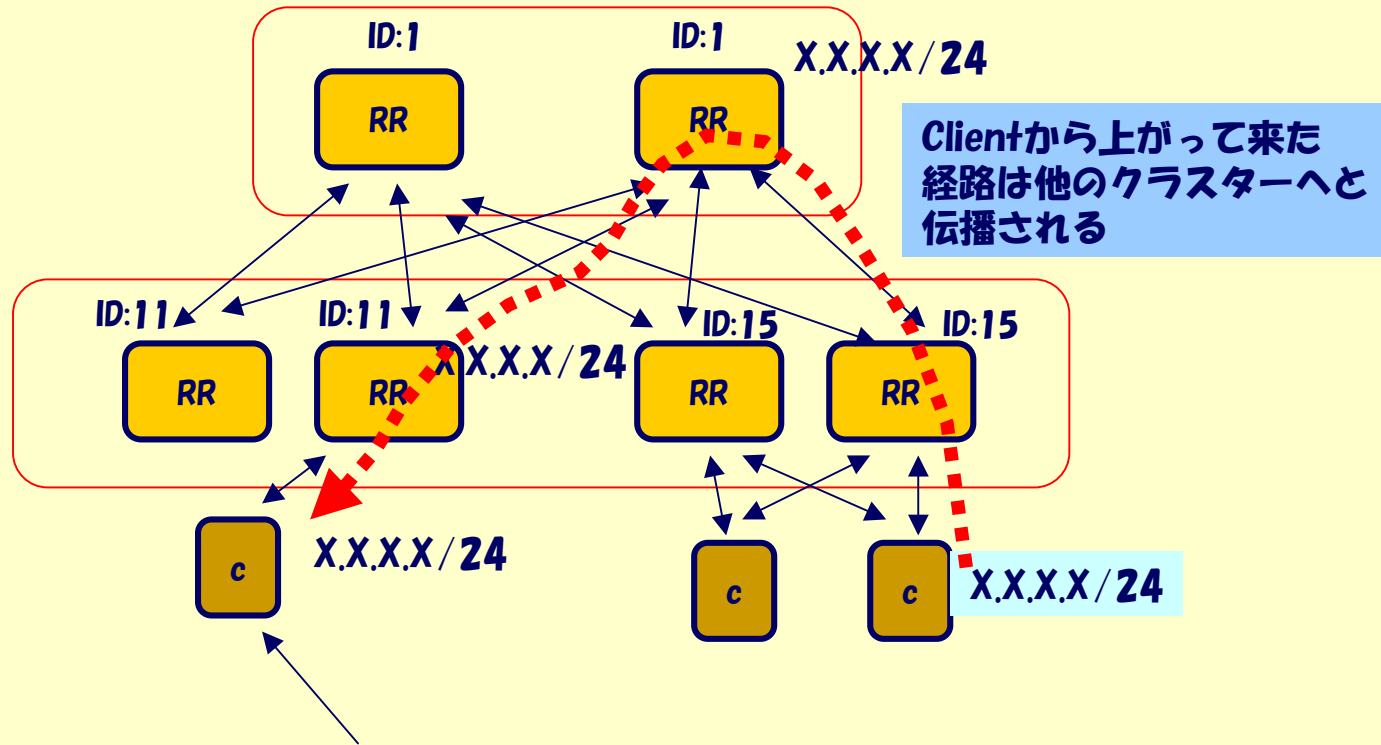 ID:1
ID:1
X.X.X.X/24
RR
RR
Clientから上がって来た
経路は他のクラスターへと
伝播される
ID:11
ID:11
ID:15
ID:15
X.X.X.X/24
RR
RR
RR
RR
X.X.X.X/24
c
c
c
X.X.X.X/24